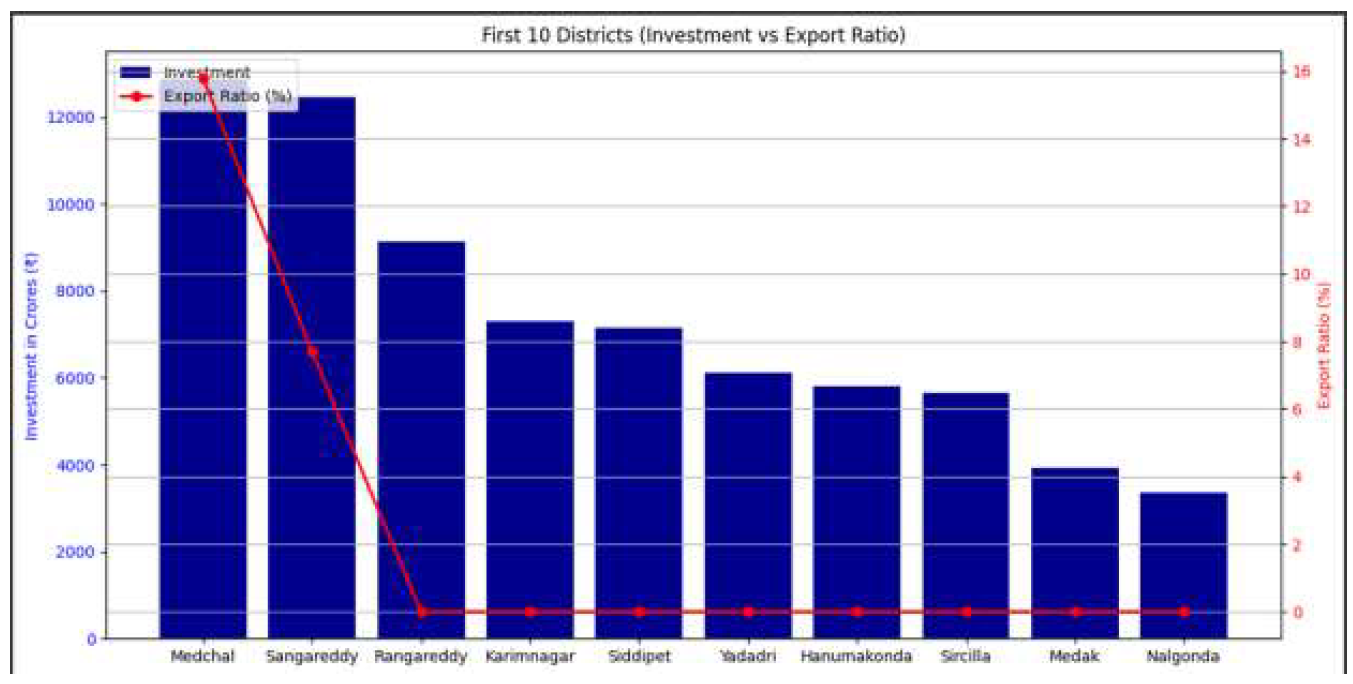 First 10 Districts (Investment vs Export Ratio)
Investment
Export Ratio (%)
12000
10000
8000
6000
4000
2000
0
Investment in Crores (₹)
16
14
12
10
8
6
4
2
0
Export Ratio (%)
Medchal Sangareddy Rangareddy Karimnagar Siddipet Yadadri Hanumakonda Sircilla Medak Nalgonda